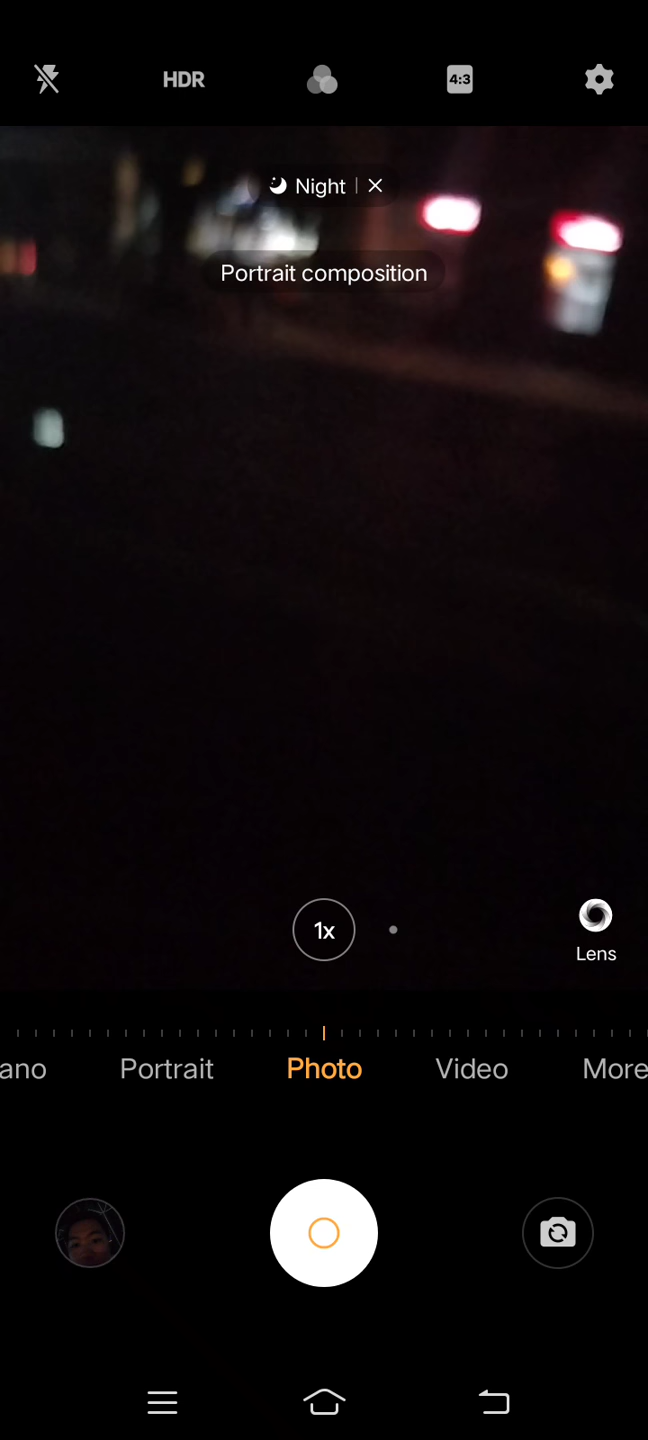 HDR
4:3
Night
Portrait composition
1x
Lens
ano
Portrait
Photo
Video
More